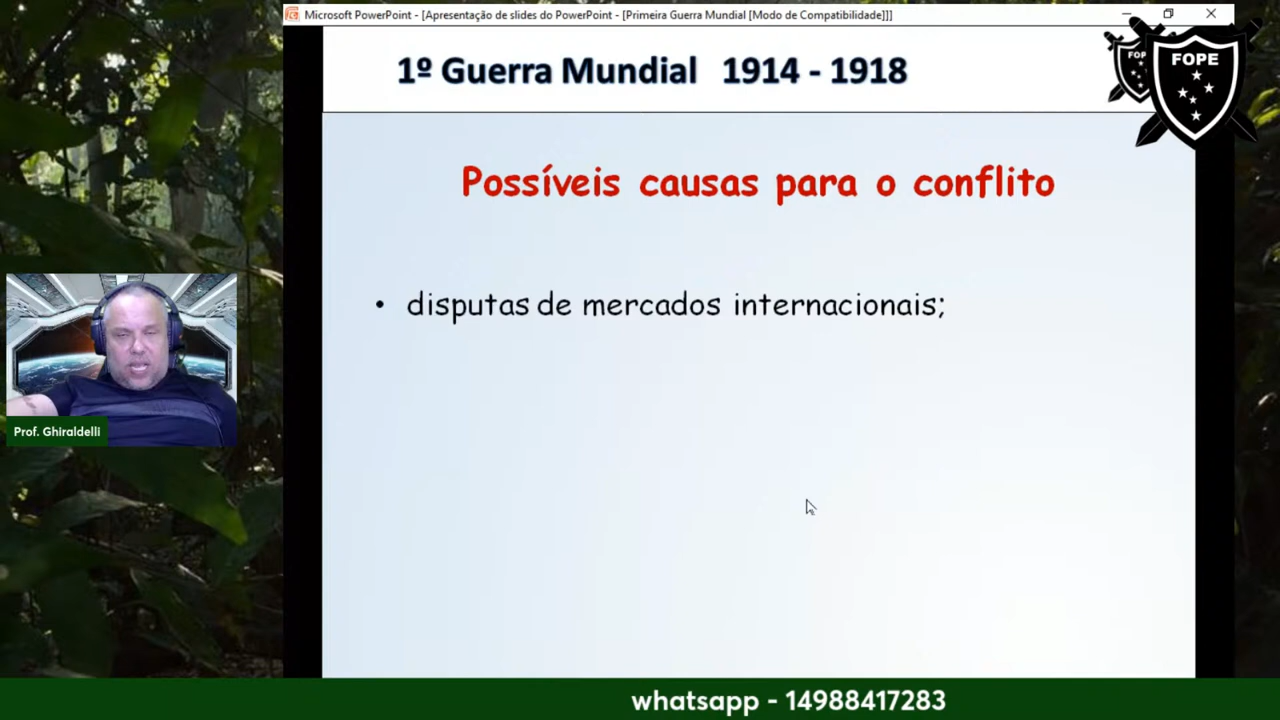 Microsoft PowerPoint - [Apresentação de slides do PowerPoint - [Primeira Guerra Mundial [Modo de Compatibilidade]]]
1º Guerra Mundial 1914 - 1918
FOP
FOPE
Possíveis causas para o conflito
• disputas de mercados internacionais;
Prof. Ghiraldelli
whatsapp - 14988417283